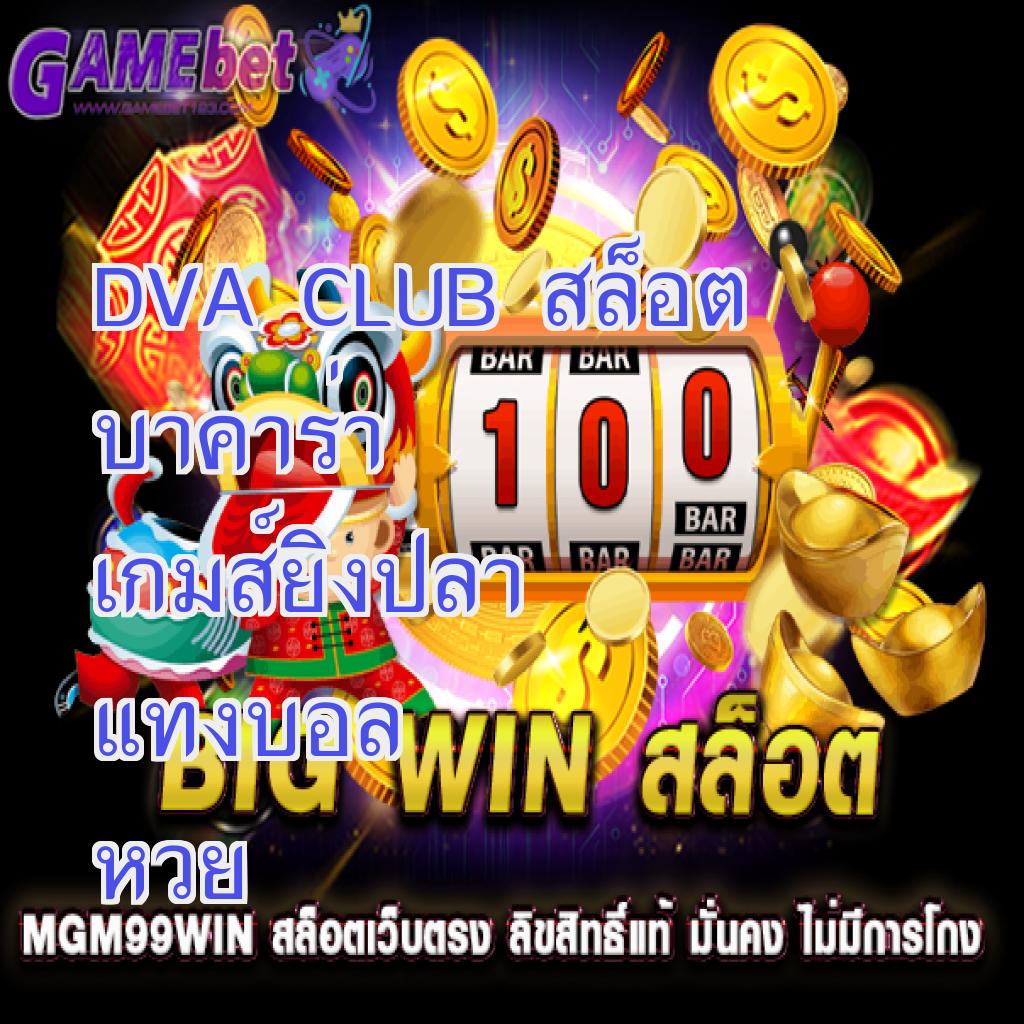 GAMEbet
DVA CLUB สล็อต
BAR BAR
1 0 0
บาคาร่า
BAR
BAR BAR BAR
เกมส์ยิงปลา
แทงบอล
BIG WIN สล็อต
หวย
MGM99WIN สล็อตเว็บตรง ลิขสิทธิ์แท้ มั่นคง ไม่มีการโกง